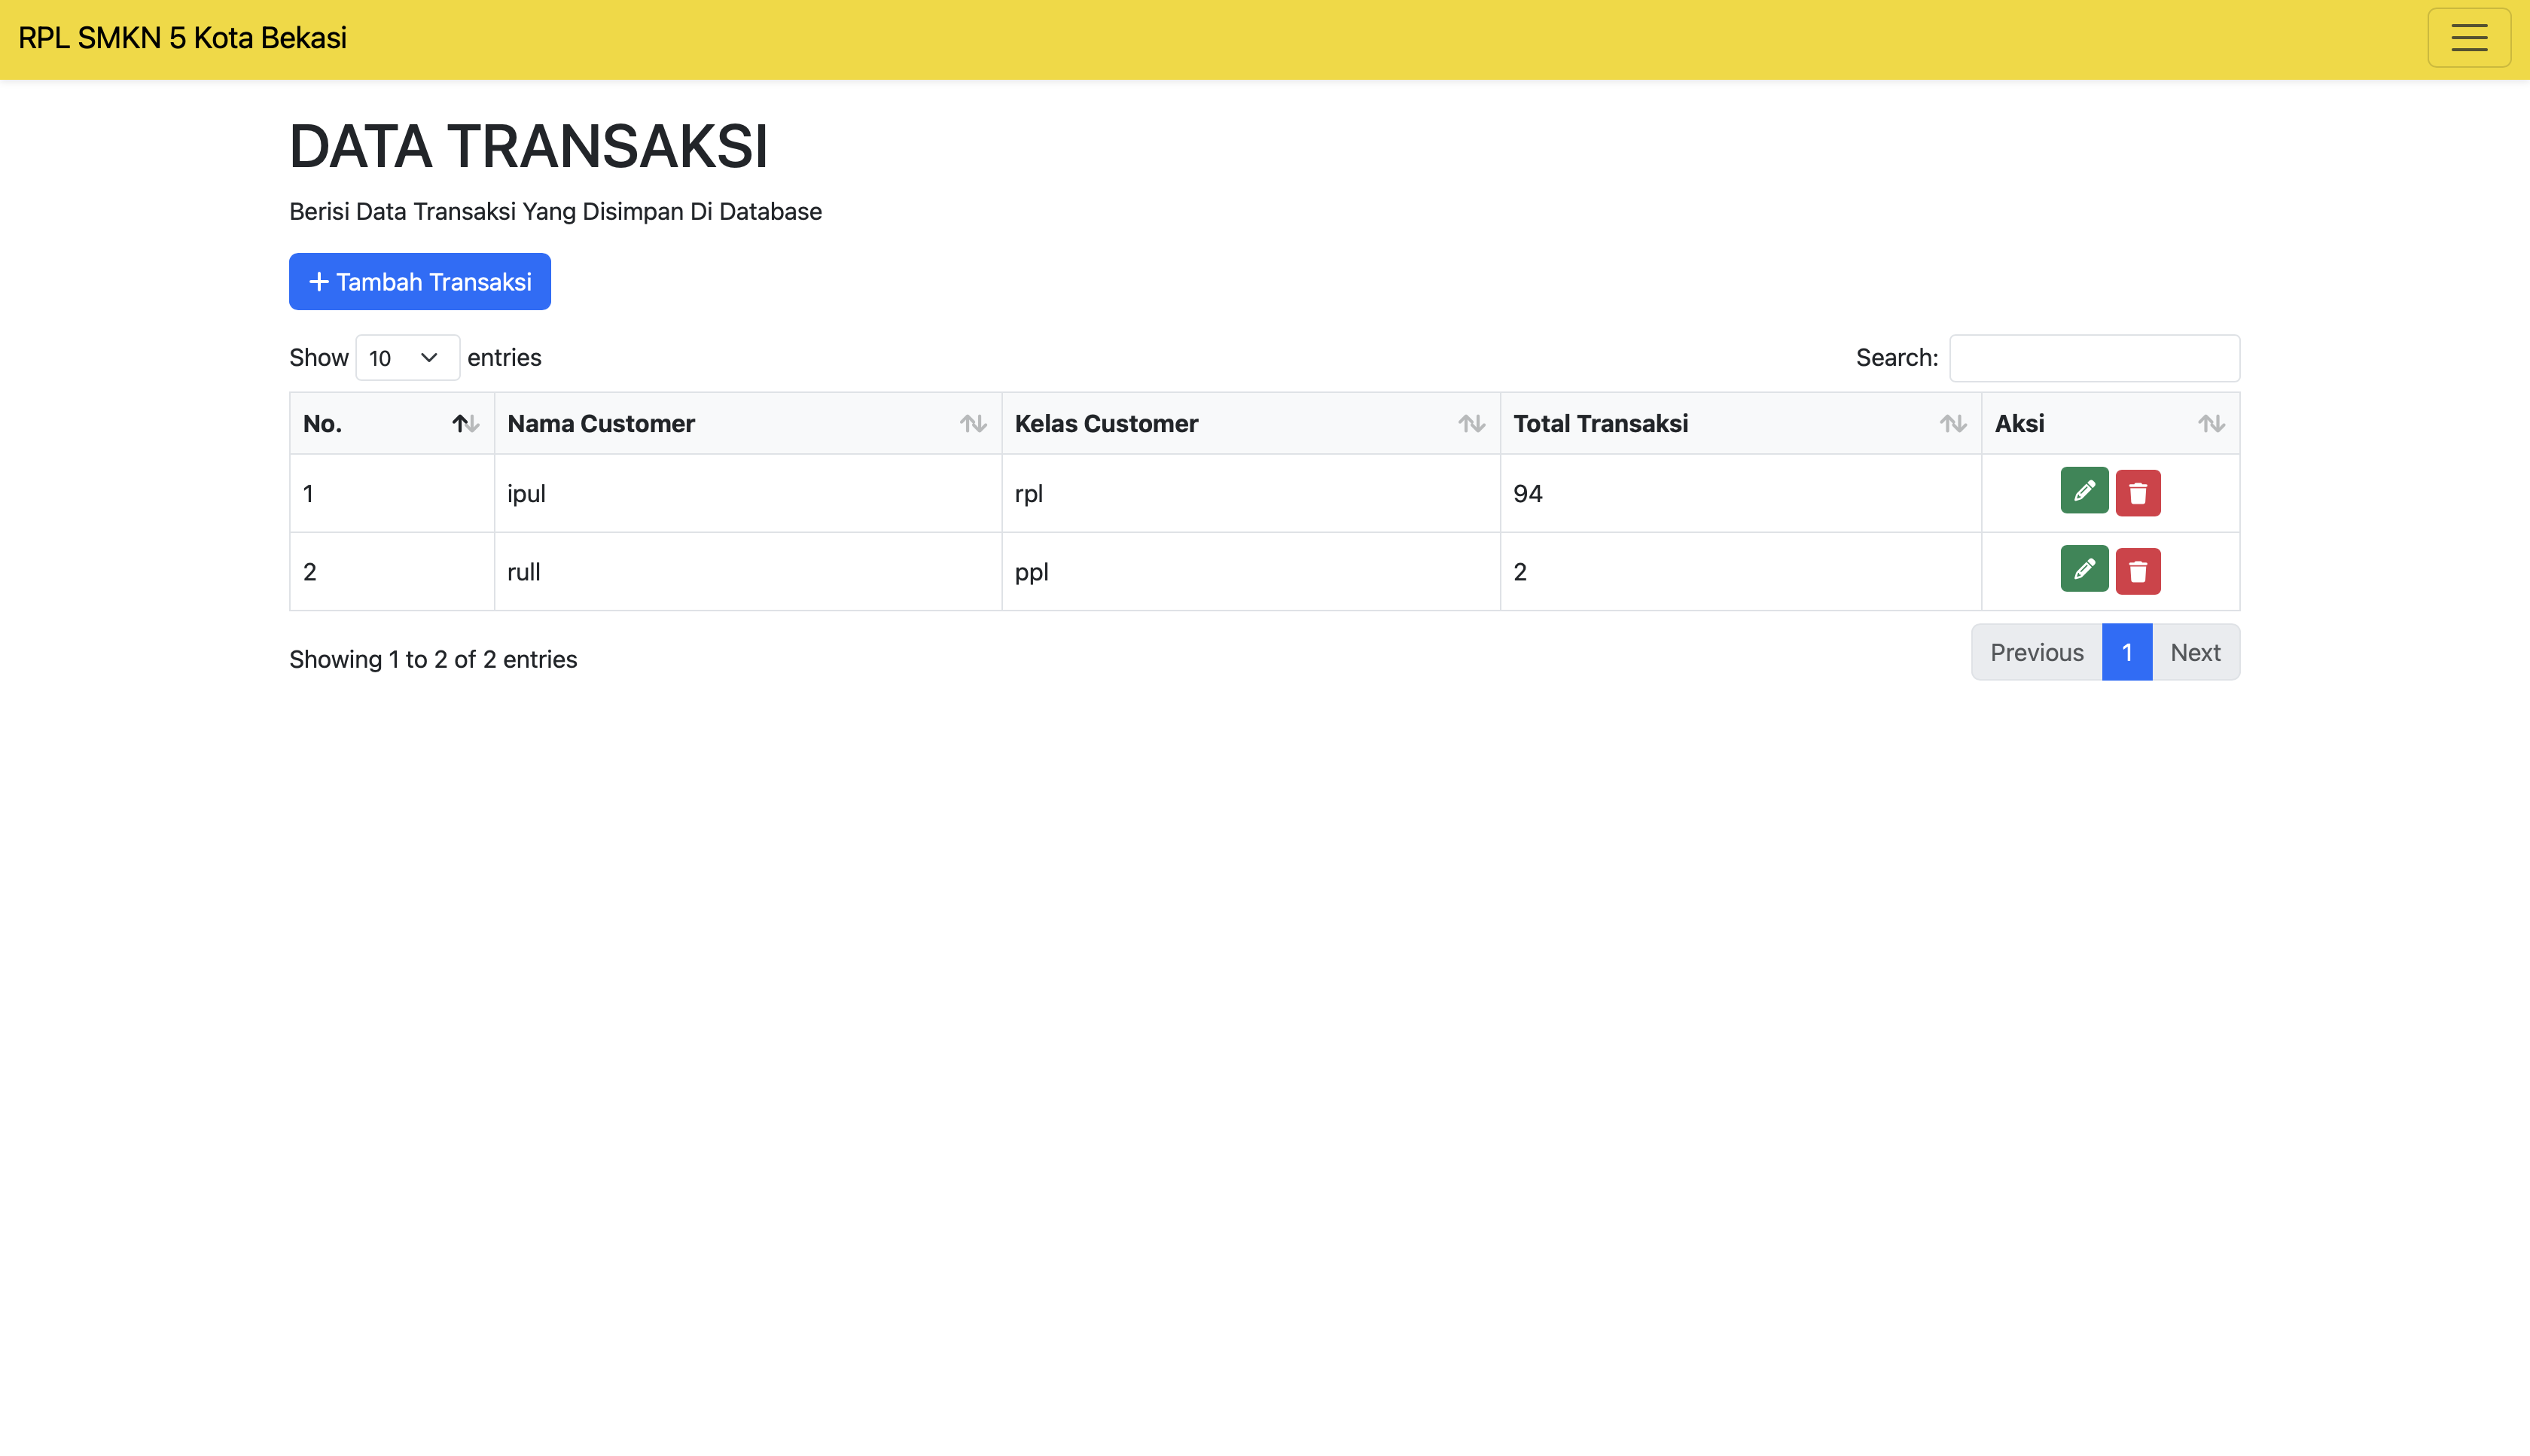 RPL SMKN 5 Kota Bekasi
DATA TRANSAKSI
Berisi Data Transaksi Yang Disimpan Di Database
+ Tambah Transaksi
Show 10 entries Search:
No. Nama Customer Kelas Customer Total Transaksi Aksi
1 ipul rpl 94
2 rull ppl 2
Showing 1 to 2 of 2 entries Previous 1 Next